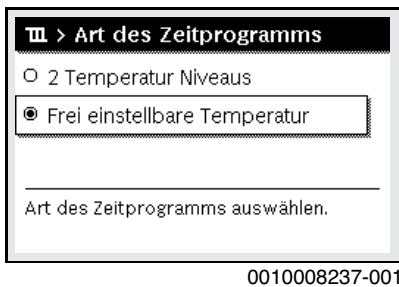 > Art des Zeitprogramms
2 Temperatur Niveaus
Frei einstellbare Temperatur
Art des Zeitprogramms auswählen.
0010008237-001